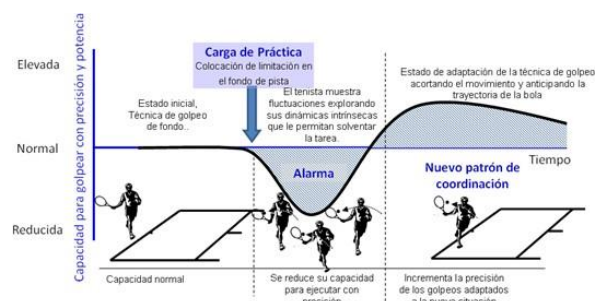 Capacidad para golpear con precisión y potencia
Elevada
Normal
Reducida
Carga de Práctica
Colocación de limitación en
el fondo de pista
Estado inicial,
Técnica de golpeo
de fondo..
El tenista muestra
fluctuaciones explorando
sus dinámicas intrínsecas
que le permitan solventar
la tarea.
Estado de adaptación de la técnica de golpeo
acortando el movimiento y anticipando la
trayectoria de la bola
Tiempo
Alarma
Nuevo patrón de
coordinación
Capacidad normal
Se reduce su capacidad
para ejecutar con
precisión
Incrementa la precisión
de los golpeos adaptados
a la nueva situación